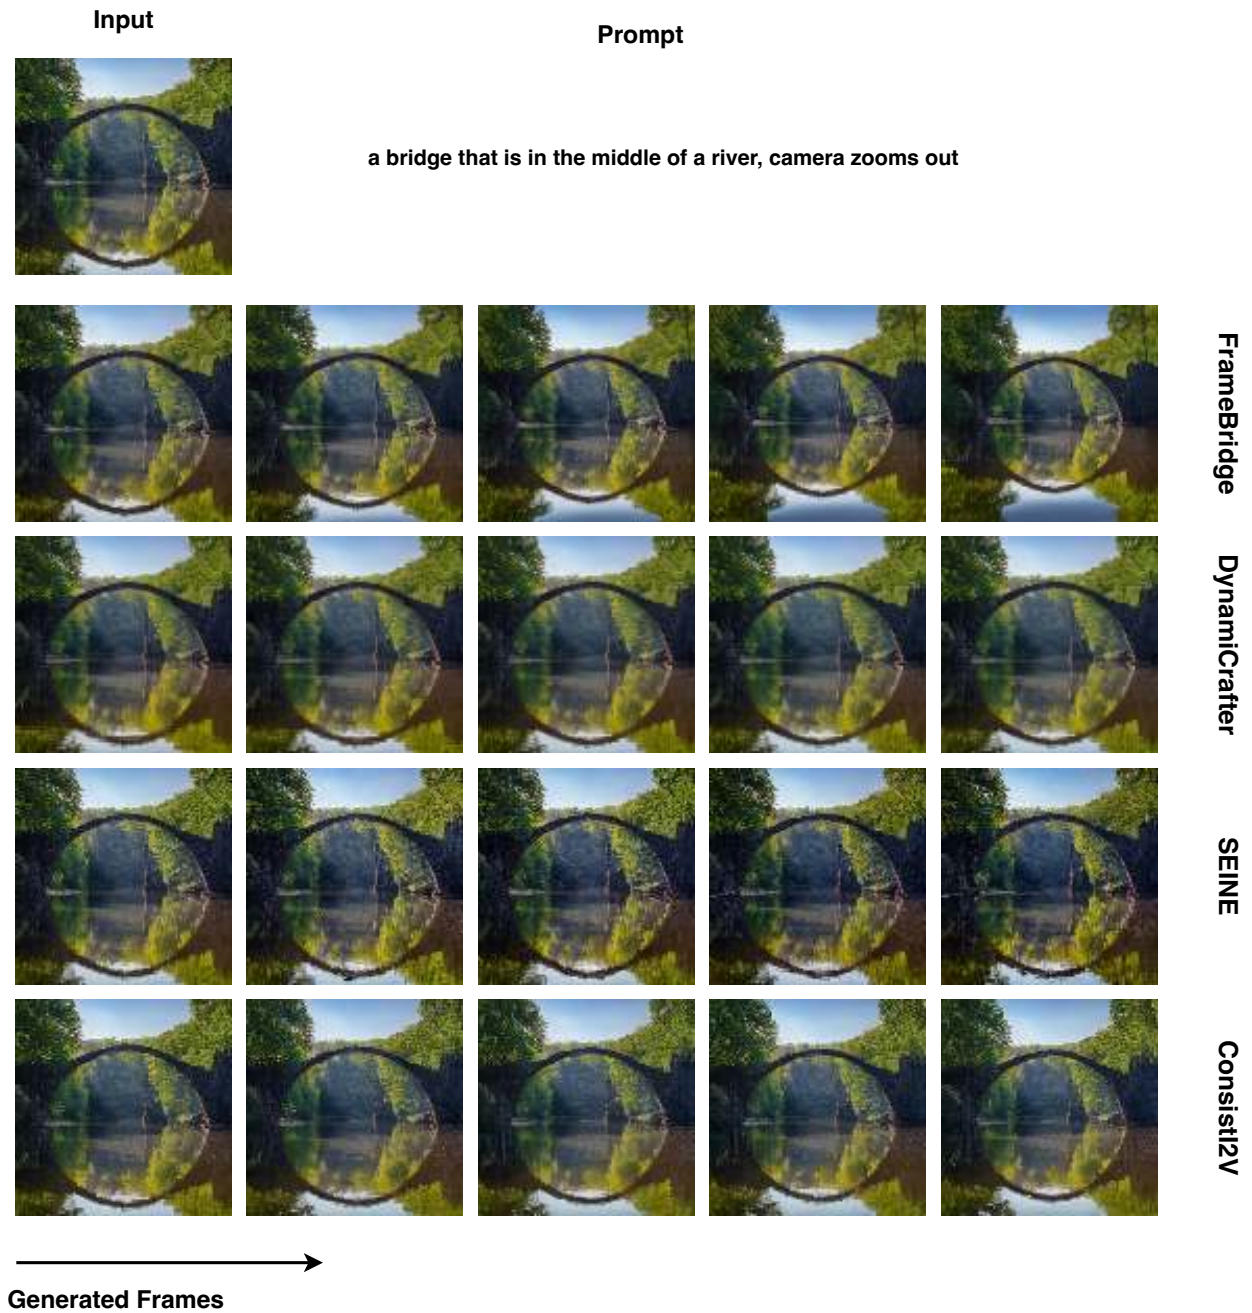 Input
Prompt
a bridge that is in the middle of a river, camera zooms out
FrameBridge
DynamiCrafter
SEINE
ConsistI2V
Generated Frames